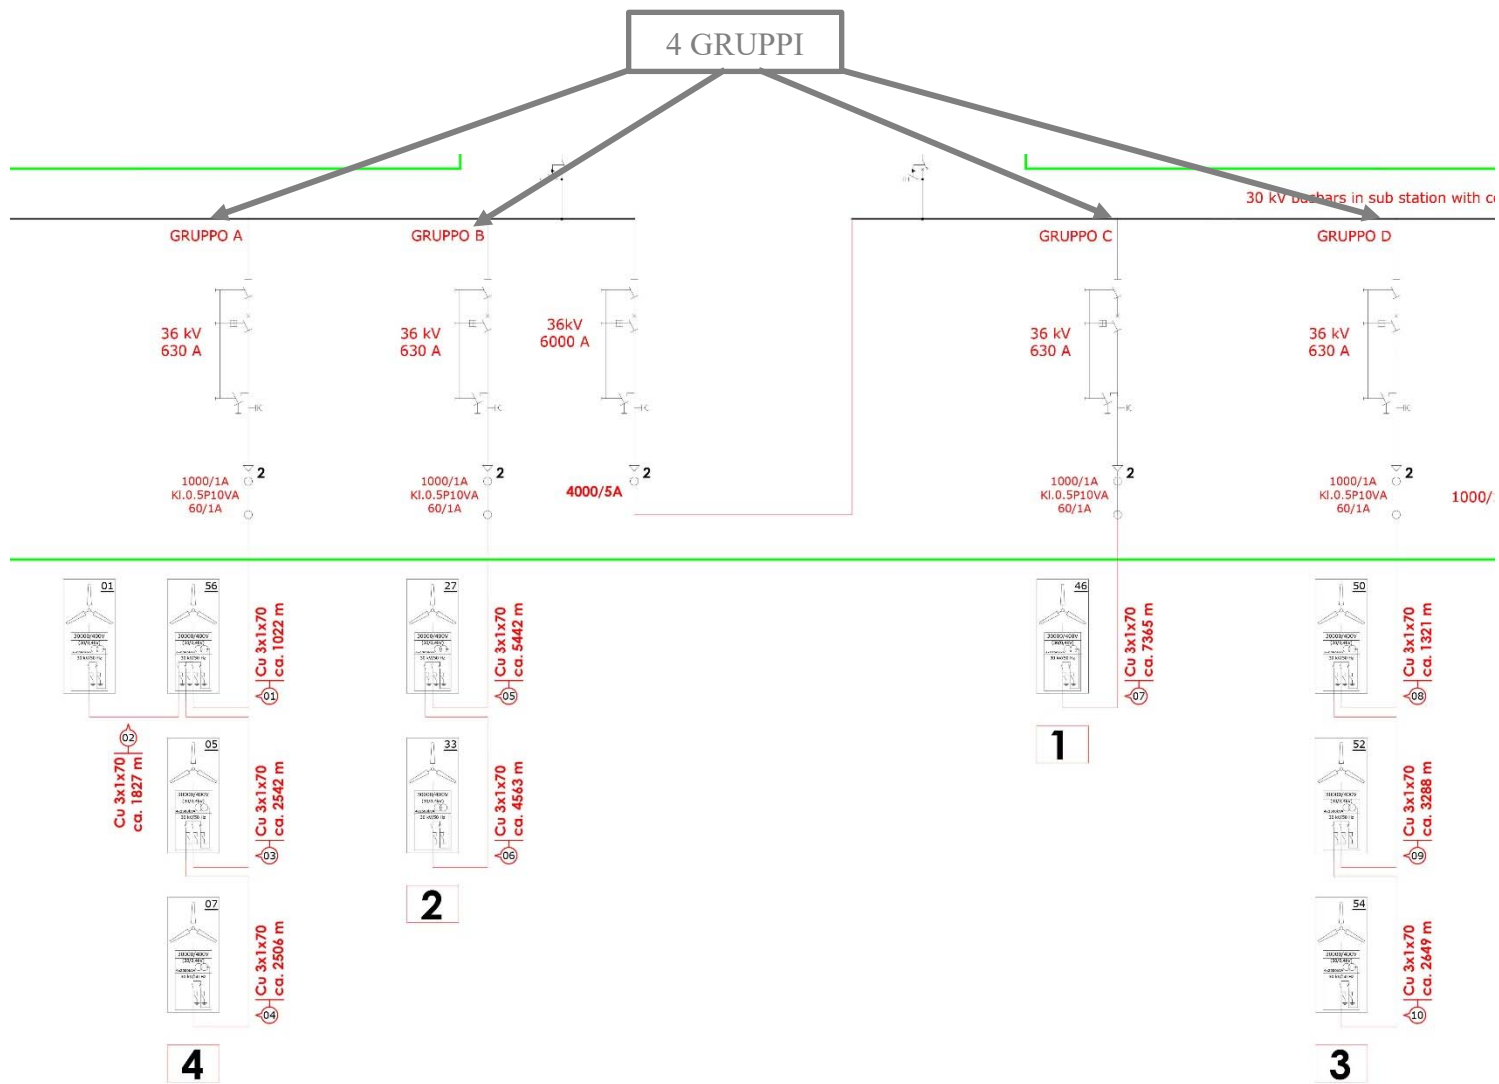 4 GRUPPI
30 kV busbars in sub station with
GRUPPO A
GRUPPO B
GRUPPO C
GRUPPO D
36 kV
630 A
36 kV
630 A
36kV
6000 A
36 kV
630 A
36 kV
630 A
2
2
2
2
2
1000/1A
Kl.0.5P10VA
60/1A
1000/1A
Kl.0.5P10VA
60/1A
4000/5A
1000/1A
Kl.0.5P10VA
60/1A
1000/1A
Kl.0.5P10VA
60/1A
1000/
01
56
Cu 3x1x70
ca. 1022 m
01
27
Cu 3x1x70
ca. 5442 m
05
46
Cu 3x1x70
ca. 7365 m
07
50
Cu 3x1x70
ca. 1321 m
08
02
Cu 3x1x70
ca. 1827 m
05
Cu 3x1x70
ca. 2542 m
03
33
Cu 3x1x70
ca. 4563 m
06
1
52
Cu 3x1x70
ca. 3288 m
09
07
Cu 3x1x70
ca. 2506 m
04
2
54
Cu 3x1x70
ca. 2649 m
10
4
3